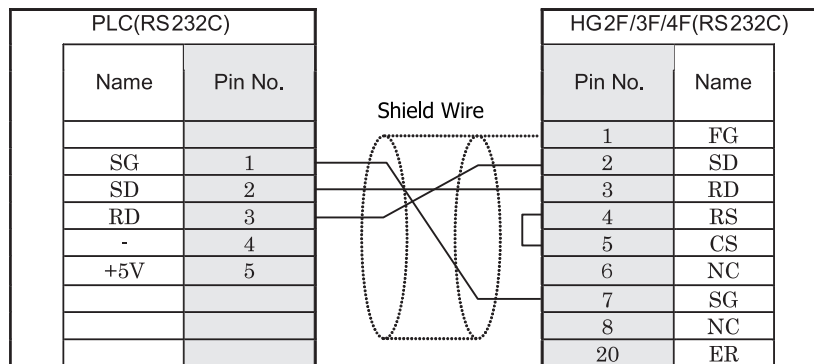 PLC(RS232C) HG2F/3F/4F(RS232C)
Name Pin No. Pin No. Name
Shield Wire
1 FG
SG 1 2 SD
SD 2 3 RD
RD 3 4 RS
- 4 5 CS
+5V 5 6 NC
7 SG
8 NC
20 ER